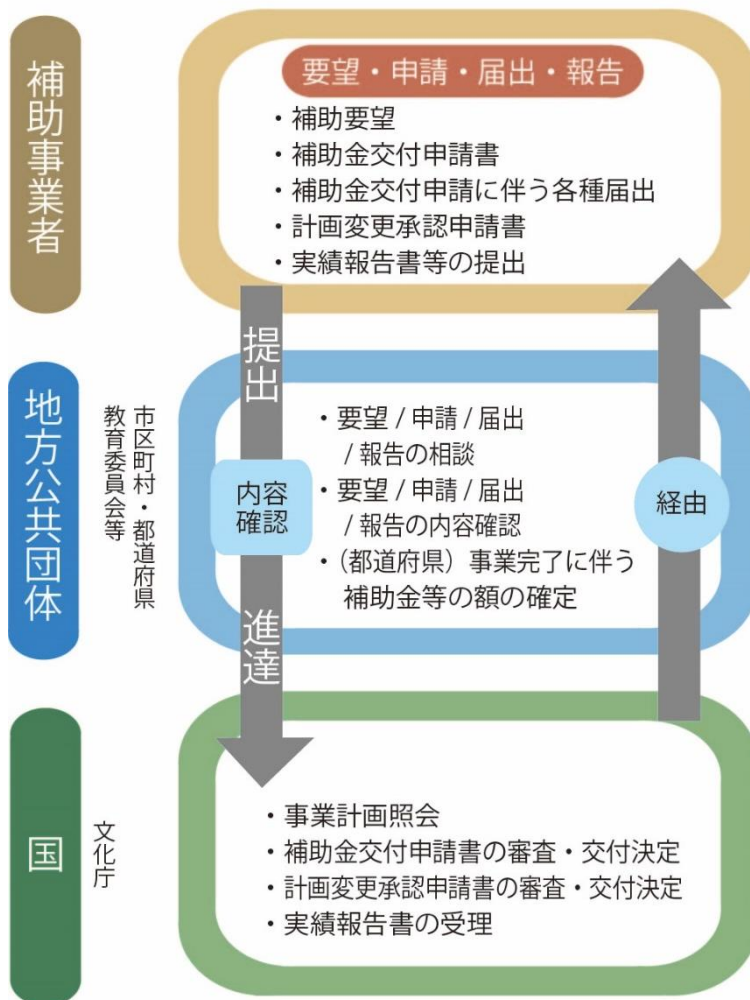 補助事業者
要望・申請・届出・報告
・補助要望
・補助金交付申請書
・補助金交付申請に伴う各種届出
・計画変更承認申請書
・実績報告書等の提出
提出
地方公共団体
市区町村・都道府県
教育委員会等
内容
確認
・要望 / 申請 / 届出
/ 報告の相談
・要望 / 申請 / 届出
/ 報告の内容確認
・(都道府県) 事業完了に伴う
補助金等の額の確定
経由
進達
国
文化庁
・事業計画照会
・補助金交付申請書の審査・交付決定
・計画変更承認申請書の審査・交付決定
・実績報告書の受理